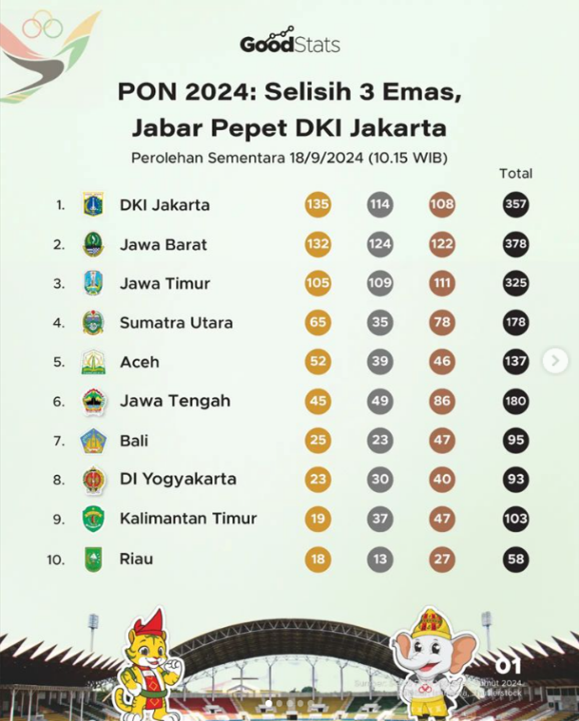 GoodStats
PON 2024: Selisih 3 Emas,
Jabar Pepet DKI Jakarta
Perolehan Sementara 18/9/2024 (10.15 WIB)
Total
1. DKI Jakarta 135 114 108 357
2. Jawa Barat 132 124 122 378
3. Jawa Timur 105 109 111 325
4. Sumatra Utara 65 35 78 178
5. Aceh 52 39 46 137
6. Jawa Tengah 45 49 86 180
7. Bali 25 23 47 95
8. DI Yogyakarta 23 30 40 93
9. Kalimantan Timur 19 37 47 103
10. Riau 18 13 27 58
01
2024